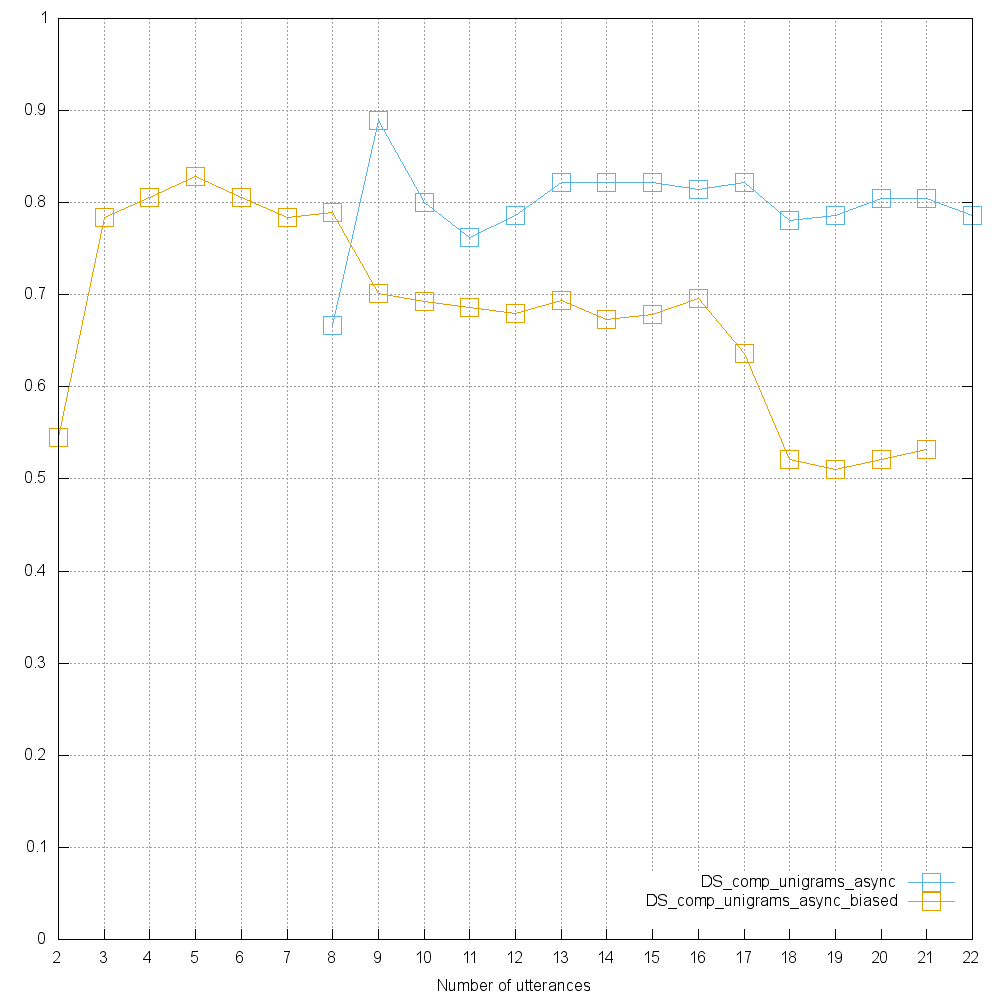 1
0.9
0.8
0.7
0.6
0.5
0.4
0.3
0.2
0.1
0
DS_comp_unigrams_async
DS_comp_unigrams_async_biased
2 3 4 5 6 7 8 9 10 11 12 13 14 15 16 17 18 19 20 21 22
Number of utterances